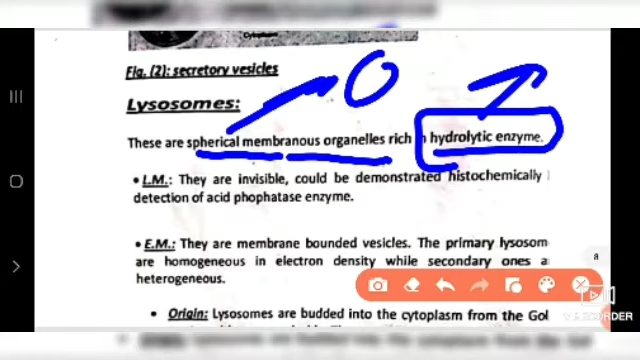 Cytoplasm
Fig. (2): secretory vesicles
Lysosomes:
These are spherical membranous organelles rich in hydrolytic enzyme.
• L.M.: They are invisible, could be demonstrated histochemically
detection of acid phophatase enzyme.
• E.M.: They are membrane bounded vesicles. The primary lysosom
are homogeneous in electron density while secondary ones a
heterogeneous.
• Origin: Lysosomes are budded into the cytoplasm from the Gol
a